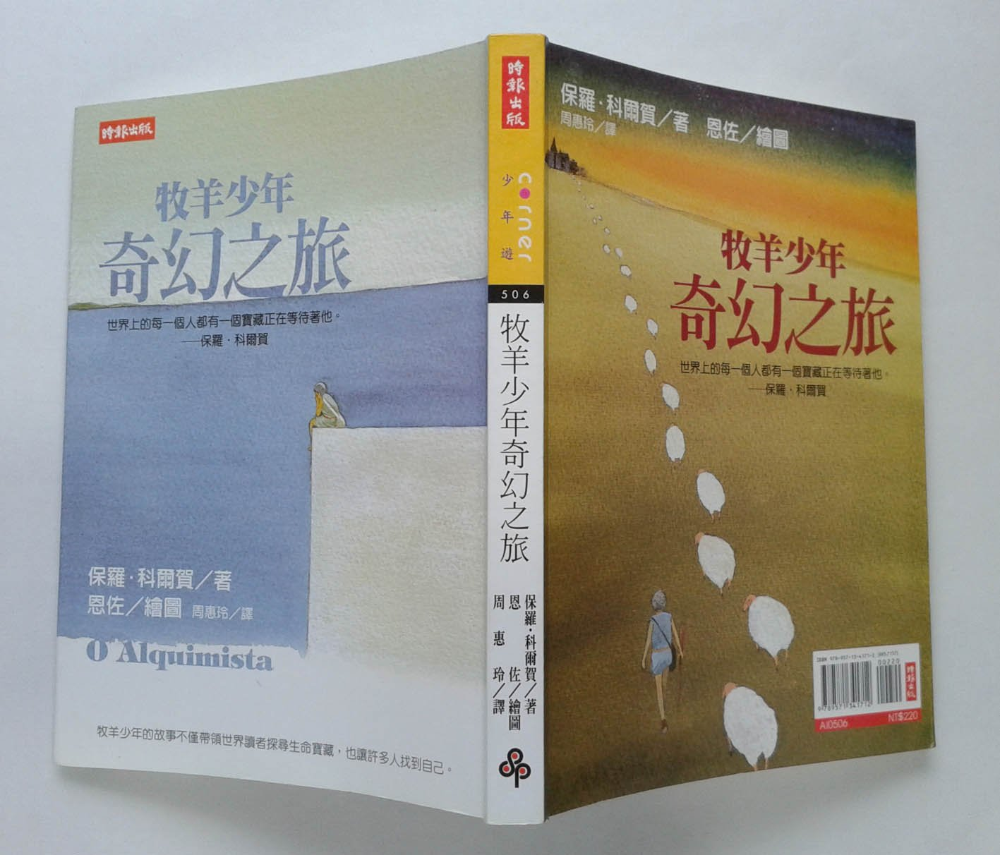 時報出版
牧羊少年
奇幻之旅
世界上的每一個人都有一個寶藏正在等待著他。
──保羅·科爾賀
保羅·科爾賀／著
恩佐／繪圖 周惠玲／譯
O Alquimista
牧羊少年的故事不僅帶領世界讀者探尋生命寶藏，也讓許多人找到自己。
時報出版
corner
少年遊
506
牧羊少年奇幻之旅
保羅·科爾賀／著
恩佐／繪圖
周惠玲／譯
保羅·科爾賀／著 恩佐／繪圖
周惠玲／譯
牧羊少年
奇幻之旅
世界上的每一個人都有一個寶藏正在等待著他。
──保羅·科爾賀
ISBN 978-957-13-4171-2
00220
9789571341712
時報出版
AI0506 NT$220